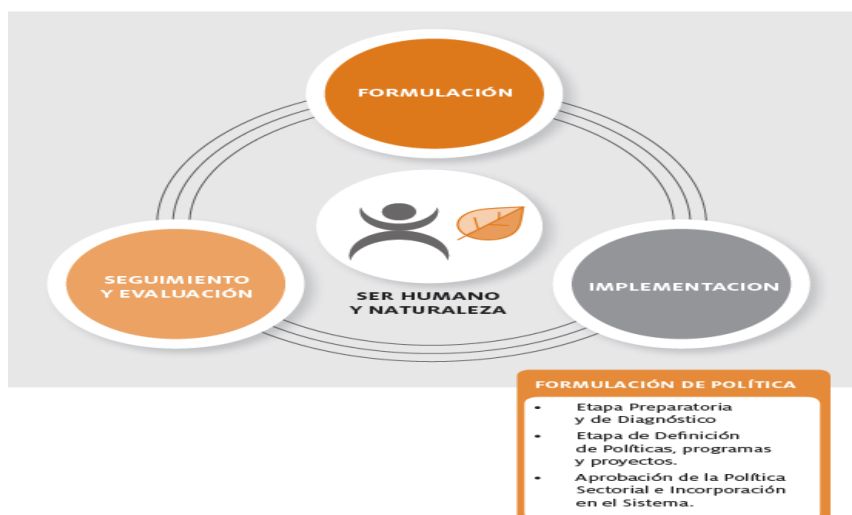 FORMULACIÓN
SEGUIMIENTO
Y EVALUACIÓN
SER HUMANO
Y NATURALEZA
IMPLEMENTACION
FORMULACIÓN DE POLÍTICA
• Etapa Preparatoria
y de Diagnóstico
• Etapa de Definición
de Políticas, programas
y proyectos.
• Aprobación de la Política
Sectorial e Incorporación
en el Sistema.